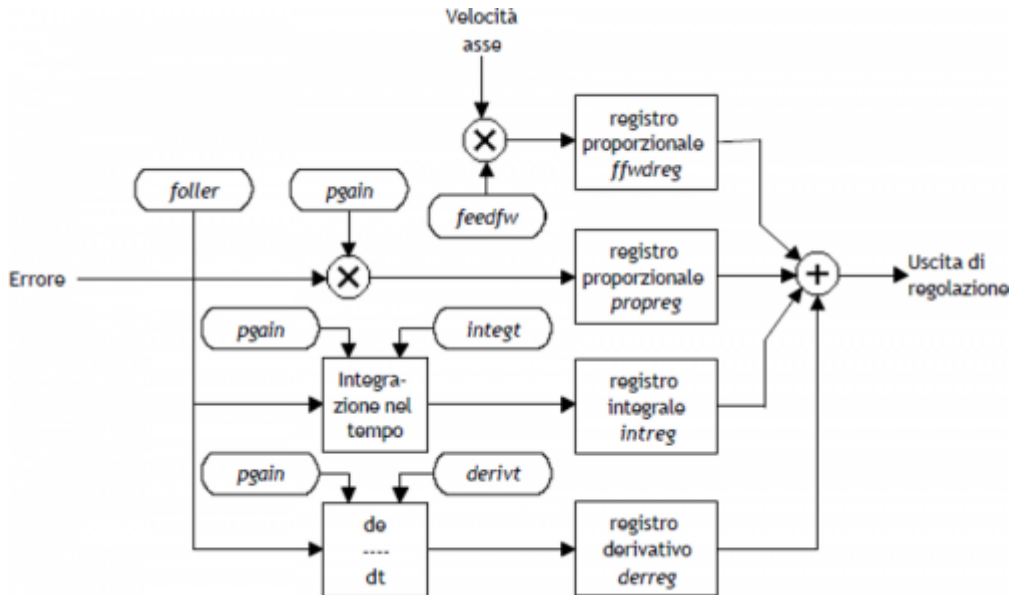 Velocità
asse
registro
proporzionale
ffwdreg
foller
pgain
feedfw
Errore
registro
proporzionale
propreg
Uscita di
regolazione
pgain
integt
Integra-
zione nel
tempo
registro
integrale
intreg
pgain
derivt
de
----
dt
registro
derivativo
derreg